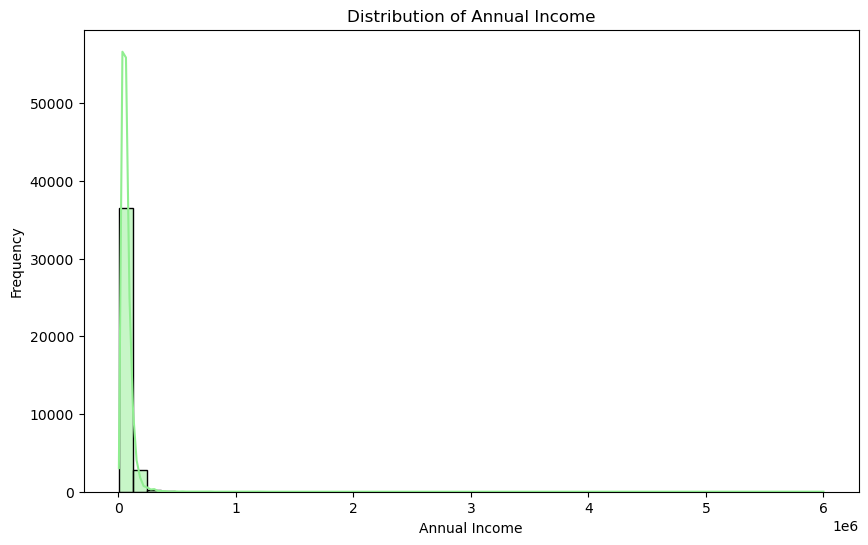 Distribution of Annual Income
Frequency
50000
40000
30000
20000
10000
0
0 1 2 3 4 5 6
1e6
Annual Income